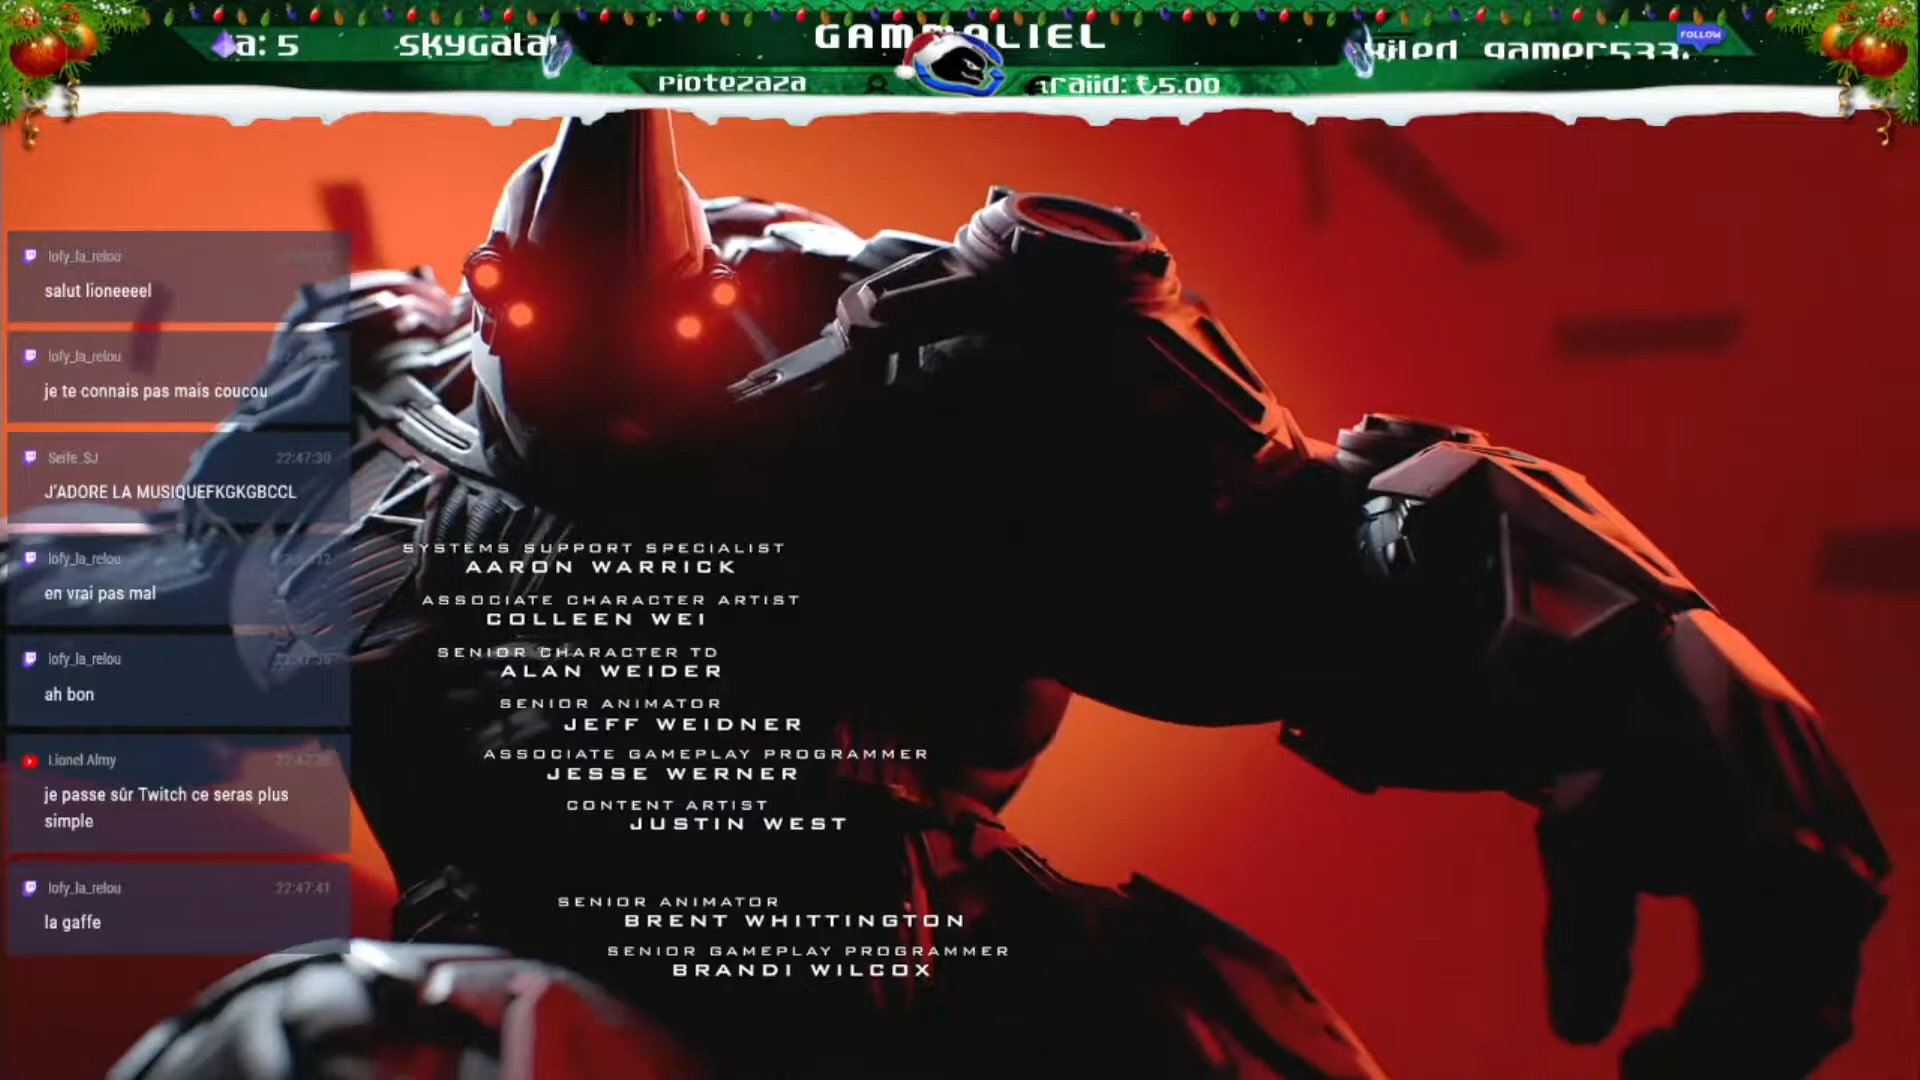 a: 5
SKYGALA
GAMMALIEL
FOLLOW
Piotezaza
raiid: ₺5.00
lofy_la_relou
salut lioneeeel
lofy_la_relou
je te connais pas mais coucou
Seife_SJ 22:47:30
J'ADORE LA MUSIQUEFKGKGBCCL
lofy_la_relou
en vrai pas mal
lofy_la_relou
ah bon
Lionel Almy
je passe sûr Twitch ce seras plus
simple
lofy_la_relou 22:47:41
la gaffe
SYSTEMS SUPPORT SPECIALIST
AARON WARRICK
ASSOCIATE CHARACTER ARTIST
COLLEEN WEI
SENIOR CHARACTER TD
ALAN WEIDER
SENIOR ANIMATOR
JEFF WEIDNER
ASSOCIATE GAMEPLAY PROGRAMMER
JESSE WERNER
CONTENT ARTIST
JUSTIN WEST
SENIOR ANIMATOR
BRENT WHITTINGTON
SENIOR GAMEPLAY PROGRAMMER
BRANDI WILCOX